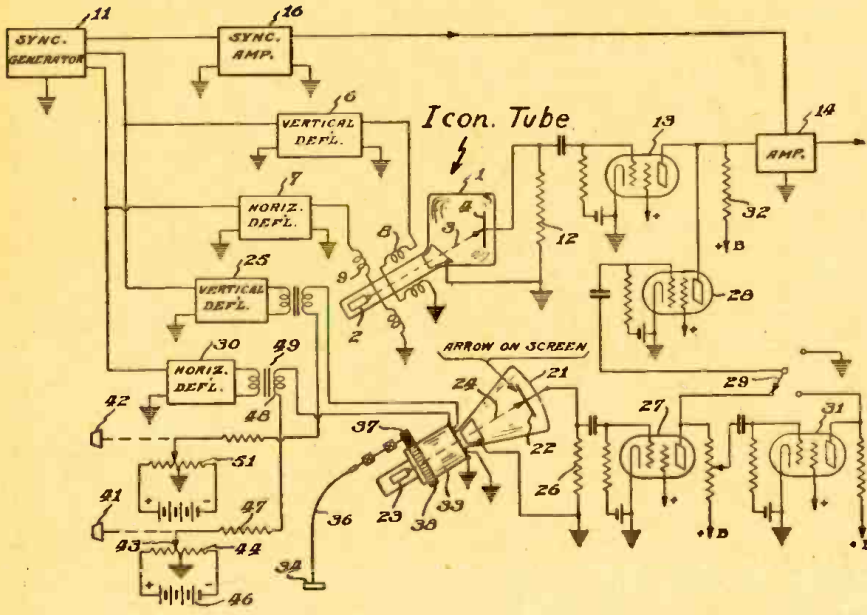 11
SYNC.
GENERATOR
16
SYNC.
AMP.
6
VERTICAL
DEFL.
Icon. Tube
13
14
AMP.
7
HORIZ.
DEFL.
8
9
1
4
3
2
12
32
+B
+
25
VERTICAL
DEFL.
28
+
ARROW ON SCREEN
30
HORIZ.
DEFL.
49
48
42
21
24
22
29
27
31
37
51
+
-
41
47
23
38
33
26
36
+
+B
+
43
44
34
+
-
46